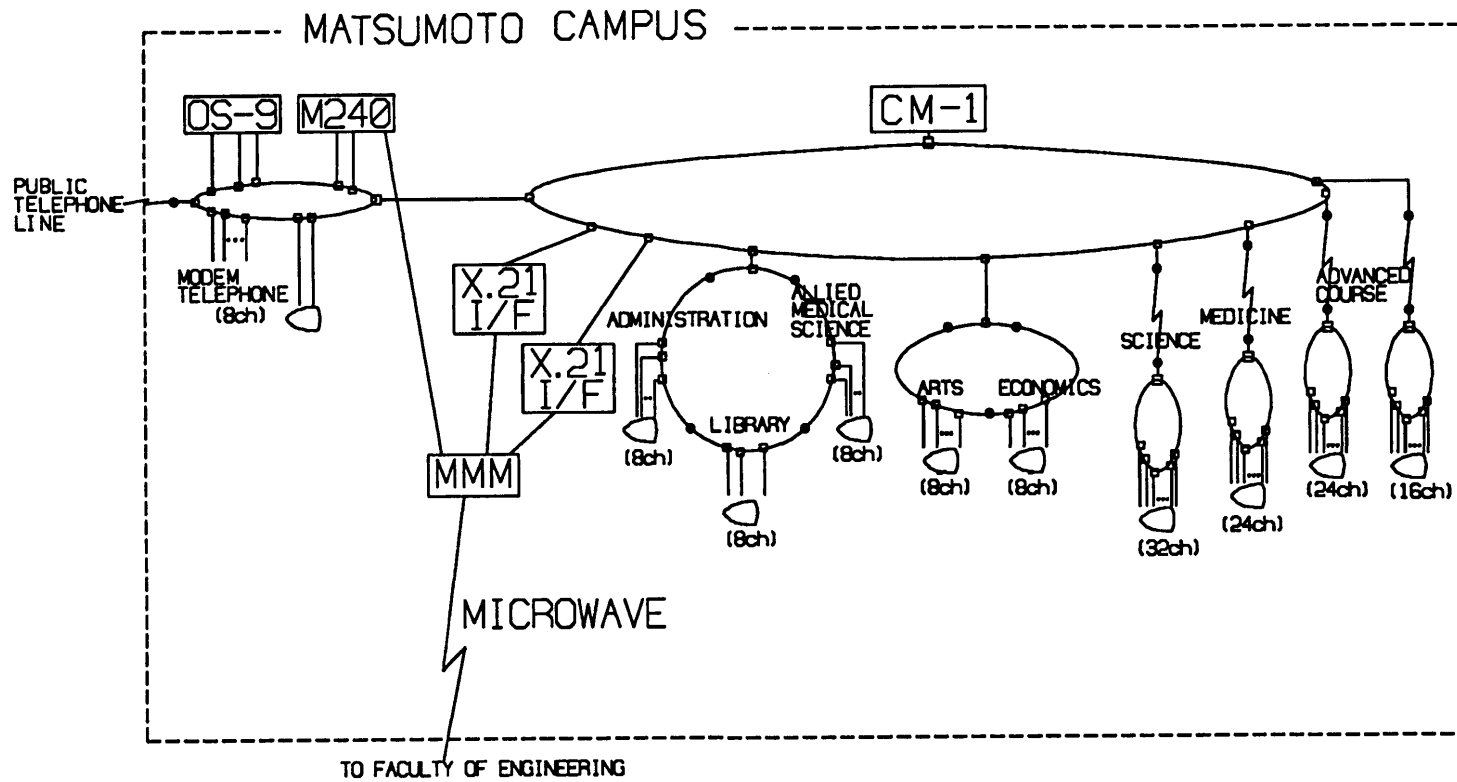 MATSUMOTO CAMPUS
OS-9
M240
CM-1
PUBLIC
TELEPHONE
LINE
MODEM
TELEPHONE
(8ch)
X.21
I/F
X.21
I/F
MMM
ADMINISTRATION
ALLIED
MEDICAL
SCIENCE
LIBRARY
(8ch)
(8ch)
(8ch)
ARTS
ECONOMICS
(8ch)
(8ch)
SCIENCE
(32ch)
MEDICINE
(24ch)
ADVANCED
COURSE
(24ch)
(16ch)
MICROWAVE
TO FACULTY OF ENGINEERING